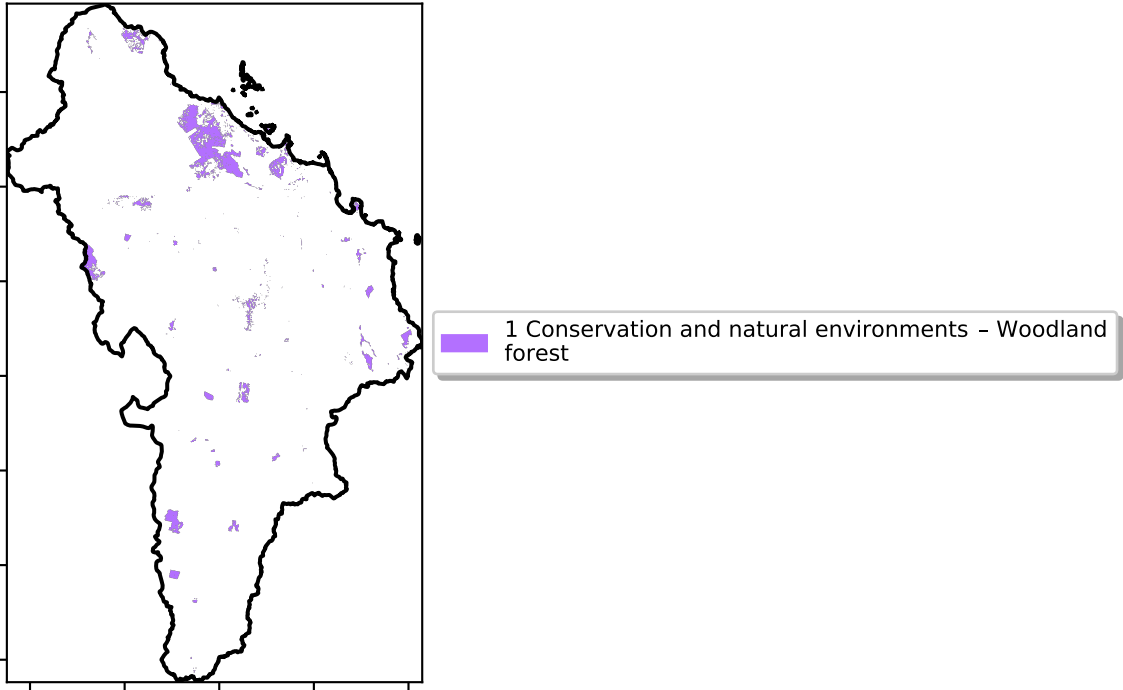 1 Conservation and natural environments – Woodland
forest